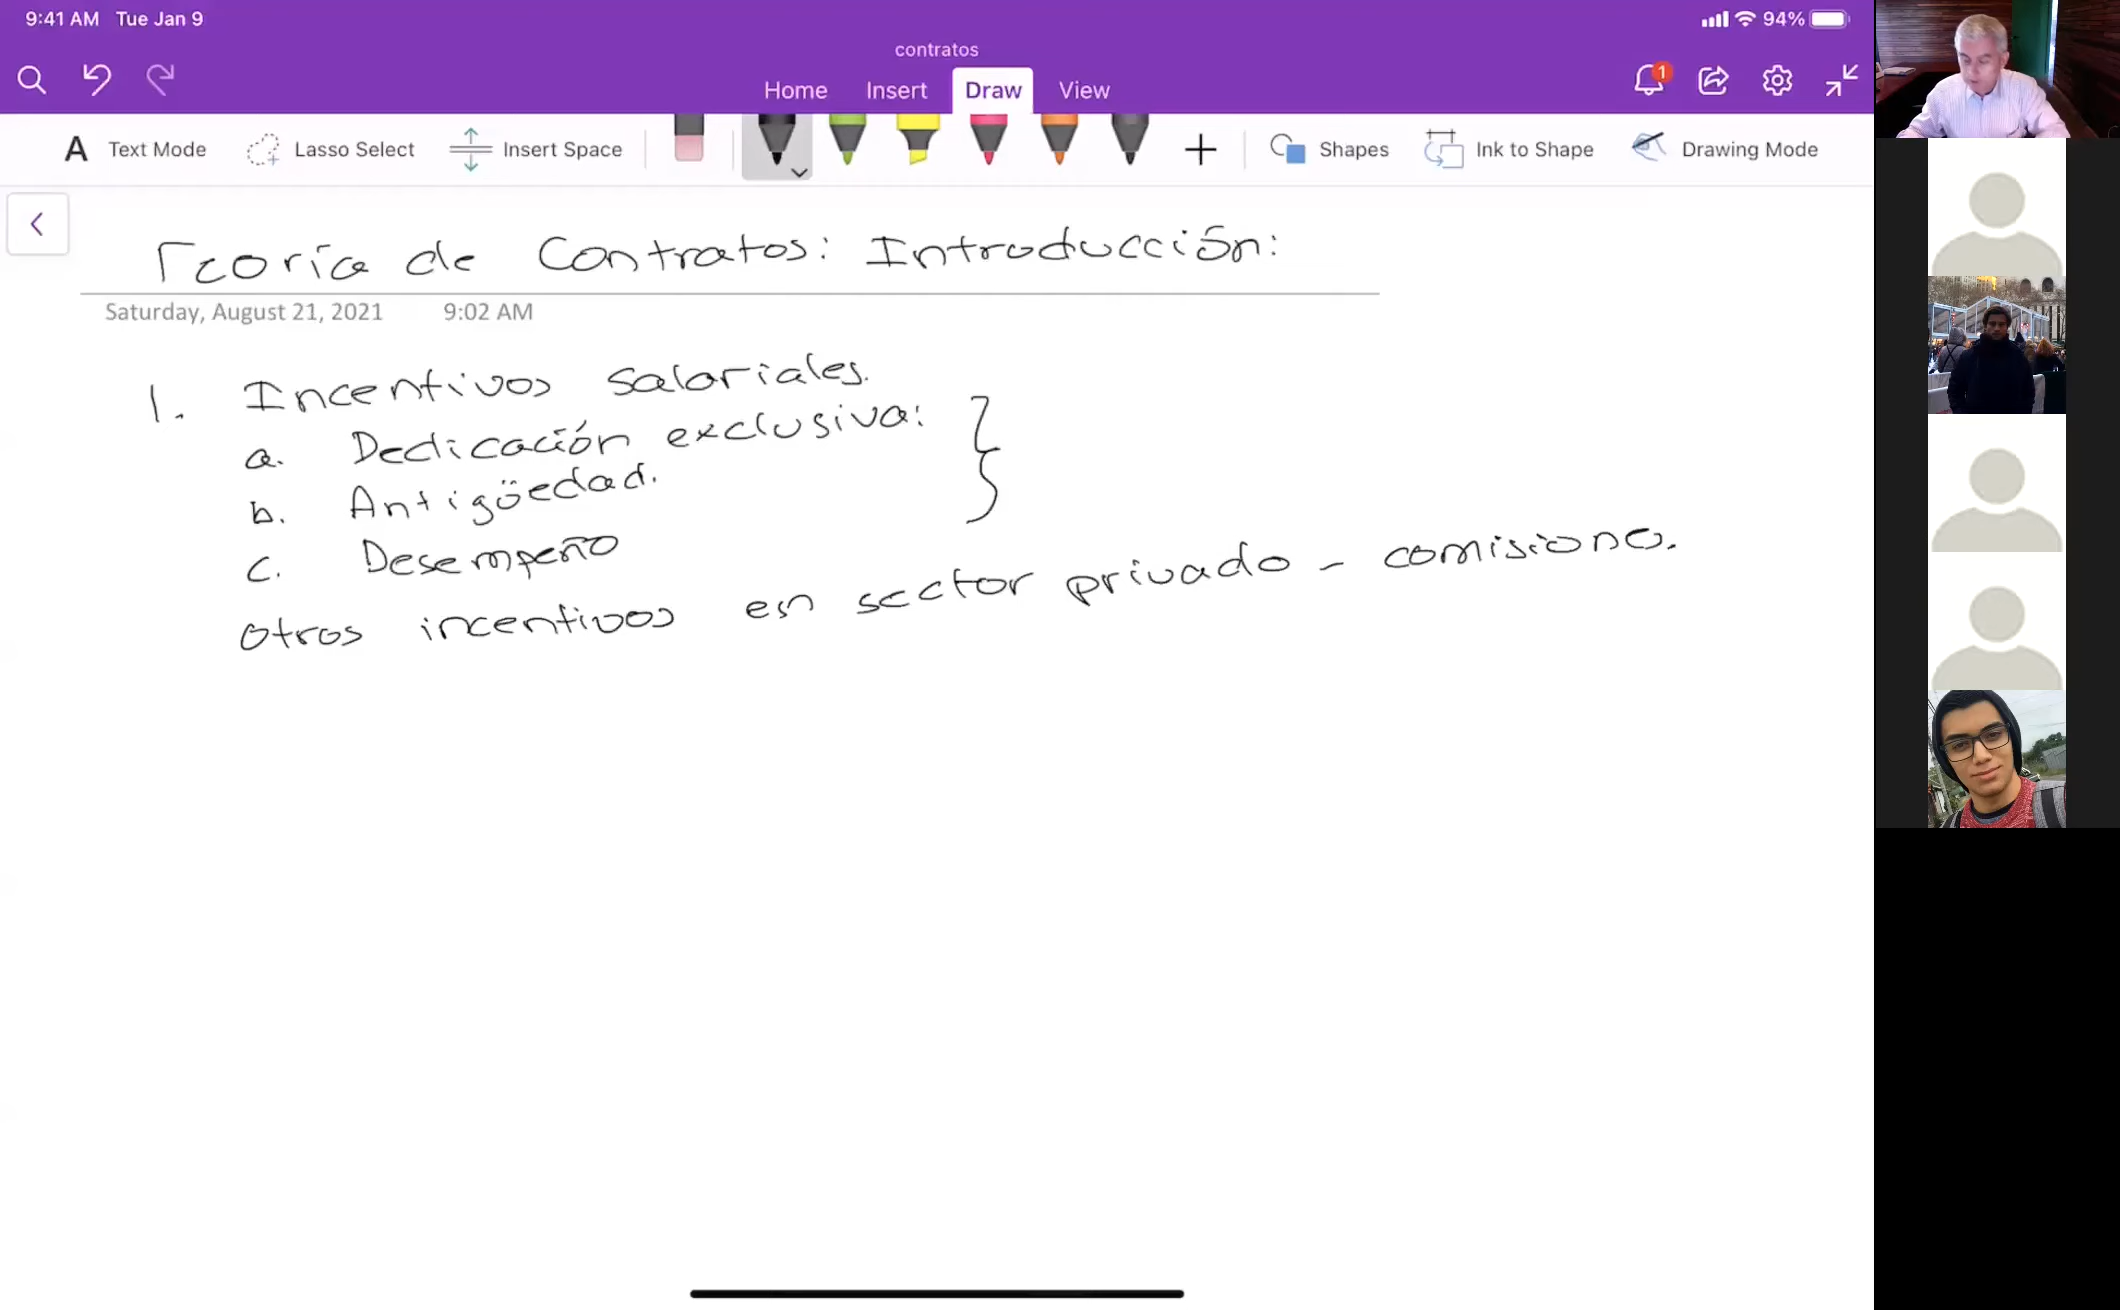 9:41 AM Tue Jan 9
94%
contratos
Home Insert Draw View
1
A Text Mode Lasso Select Insert Space Shapes Ink to Shape Drawing Mode
Teoría de Contratos: Introducción:
Saturday, August 21, 2021 9:02 AM
1. Incentivos salariales.
a. Dedicación exclusiva:
b. Antigüedad.
c. Desempeño
Otros incentivos en sector privado - comisione.